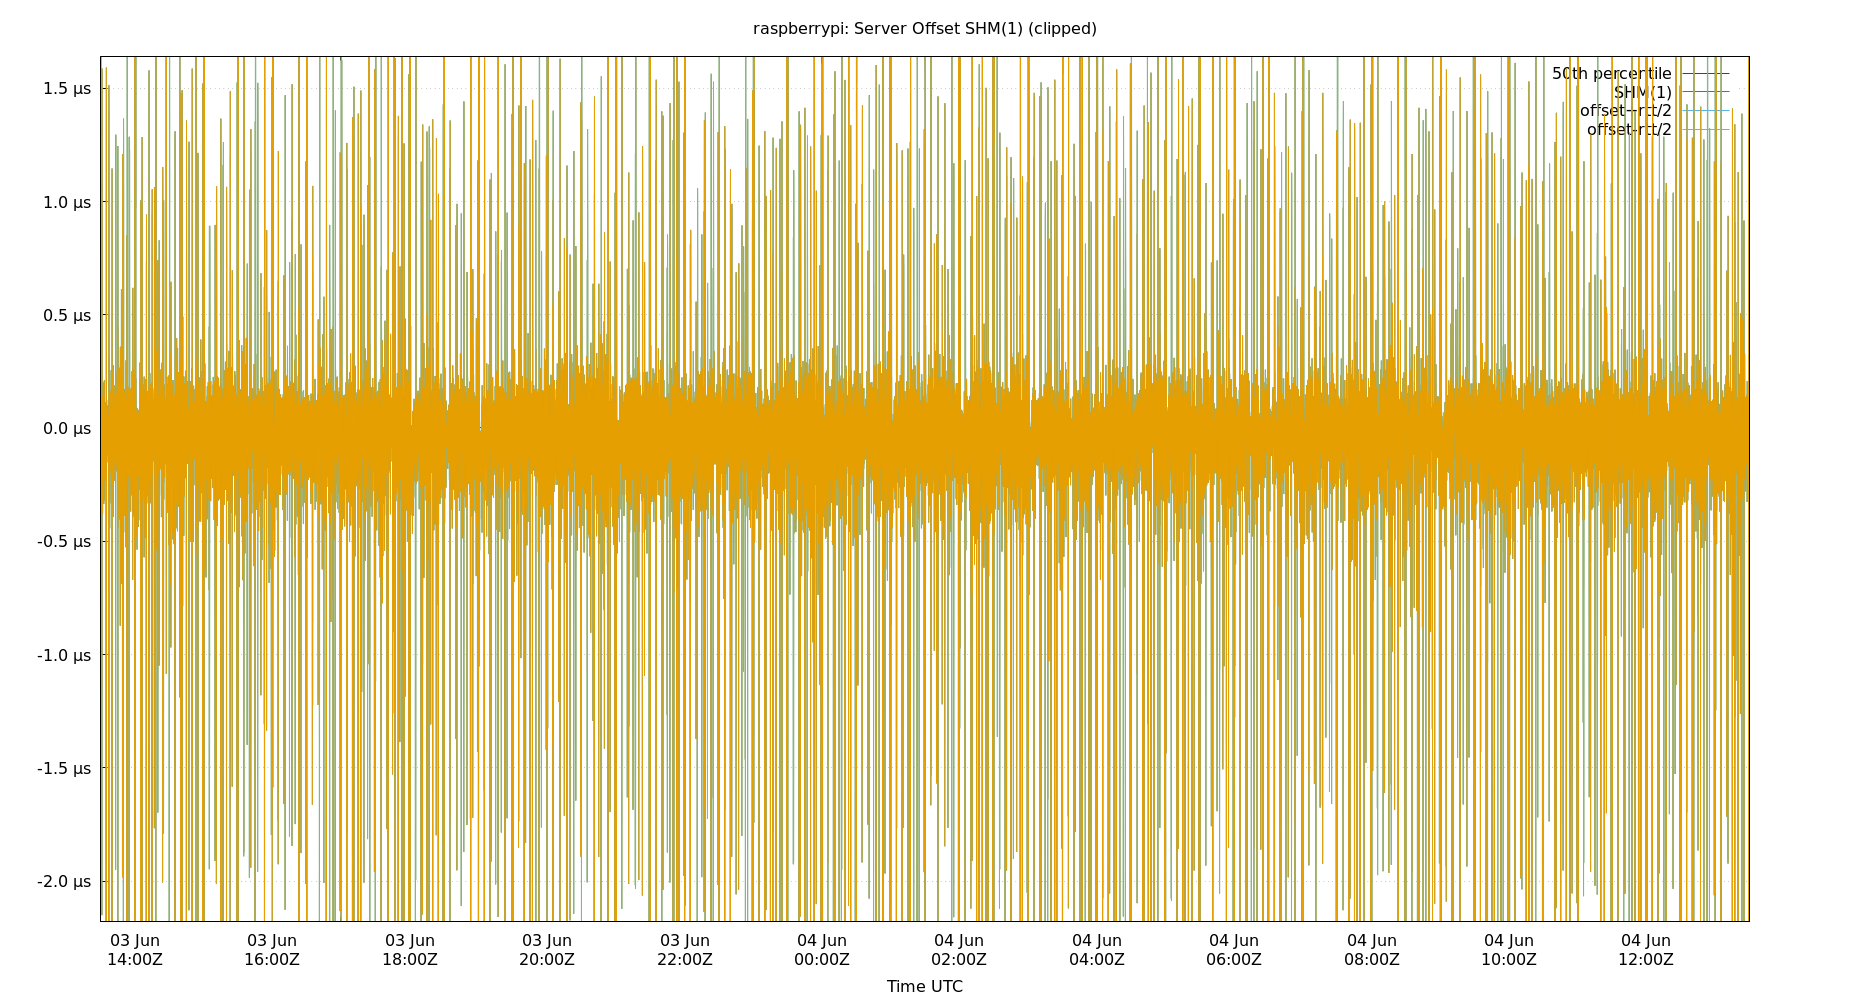 raspberrypi: Server Offset SHM(1) (clipped)
50th percentile
SHM(1)
offset+rtt/2
offset-rtt/2
1.5 µs
1.0 µs
0.5 µs
0.0 µs
-0.5 µs
-1.0 µs
-1.5 µs
-2.0 µs
03 Jun 03 Jun 03 Jun 03 Jun 03 Jun 04 Jun 04 Jun 04 Jun 04 Jun 04 Jun 04 Jun 04 Jun
14:00Z 16:00Z 18:00Z 20:00Z 22:00Z 00:00Z 02:00Z 04:00Z 06:00Z 08:00Z 10:00Z 12:00Z
Time UTC